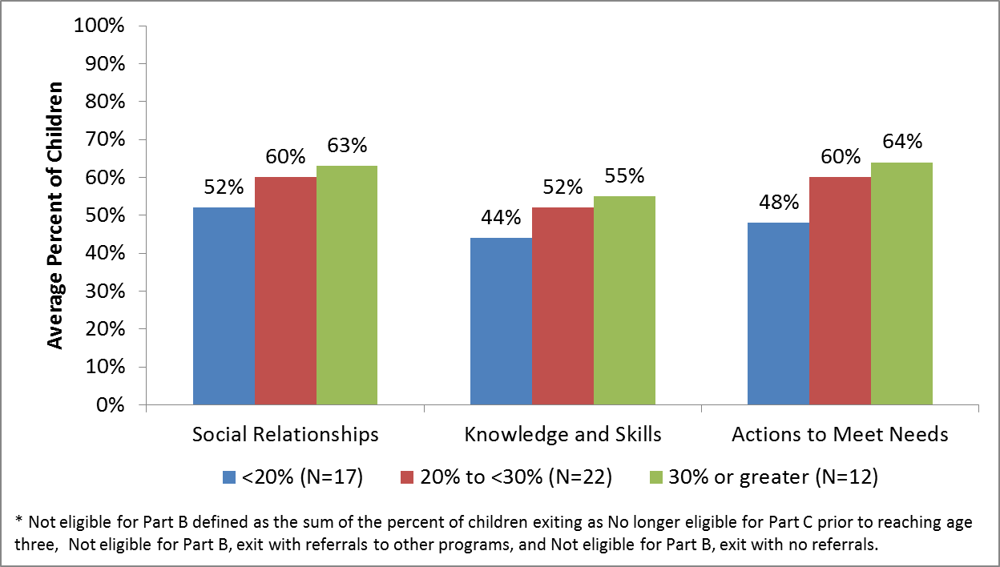 Average Percent of Children
100%
90%
80%
70%
60%
50%
40%
30%
20%
10%
0%
52%
60%
63%
44%
52%
55%
48%
60%
64%
Social Relationships
Knowledge and Skills
Actions to Meet Needs
<20% (N=17)
20% to <30% (N=22)
30% or greater (N=12)
* Not eligible for Part B defined as the sum of the percent of children exiting as No longer eligible for Part C prior to reaching age
three,  Not eligible for Part B, exit with referrals to other programs, and Not eligible for Part B, exit with no referrals.